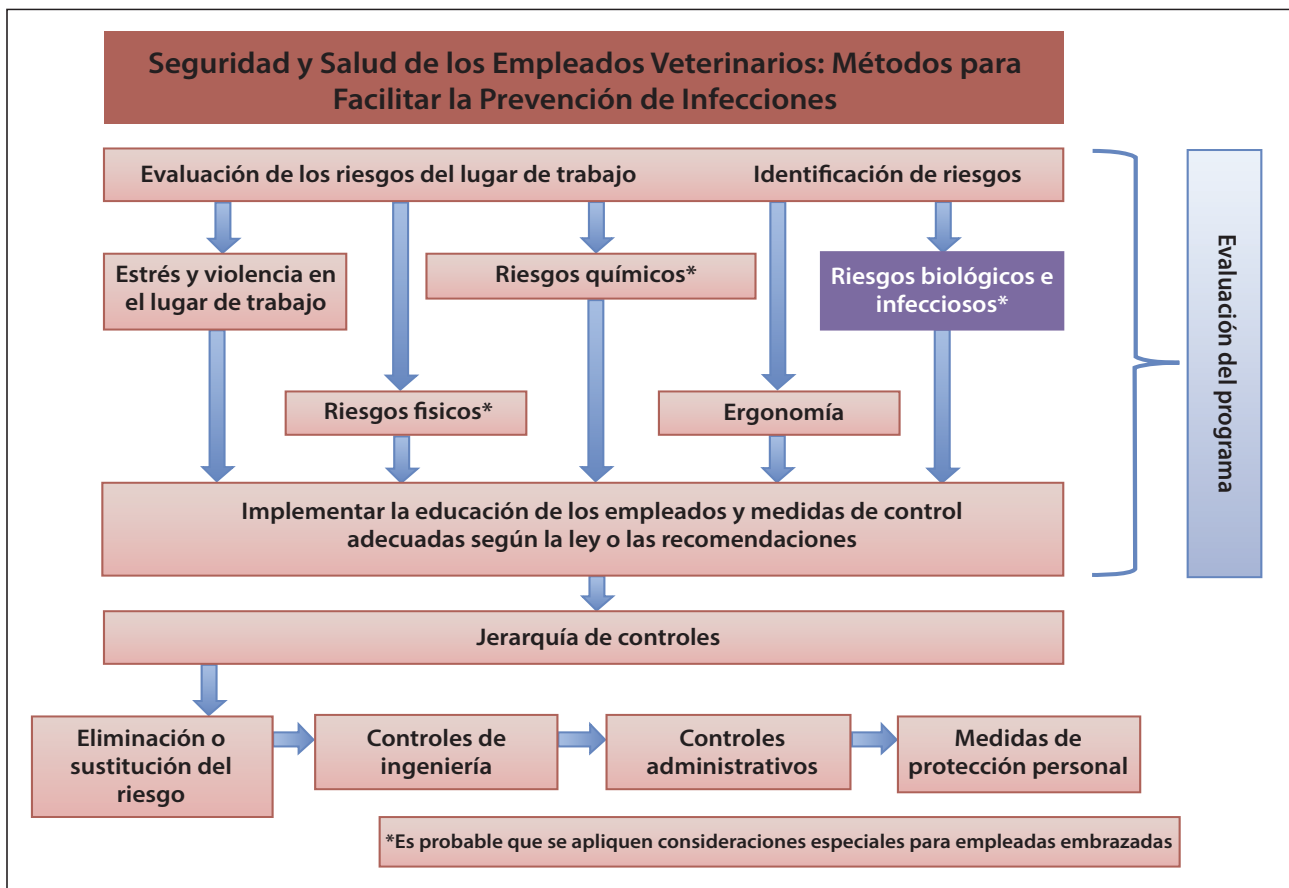 Seguridad y Salud de los Empleados Veterinarios: Métodos para
Facilitar la Prevención de Infecciones
Evaluación de los riesgos del lugar de trabajo
Identificación de riesgos
Estrés y violencia en
el lugar de trabajo
Riesgos químicos*
Riesgos biológicos e
infecciosos*
Riesgos fisicos*
Ergonomía
Implementar la educación de los empleados y medidas de control
adecuadas según la ley o las recomendaciones
Evaluación del programa
Jerarquía de controles
Eliminación o
sustitución del
riesgo
Controles de
ingeniería
Controles
administrativos
Medidas de
protección personal
*Es probable que se apliquen consideraciones especiales para empleadas embrazadas